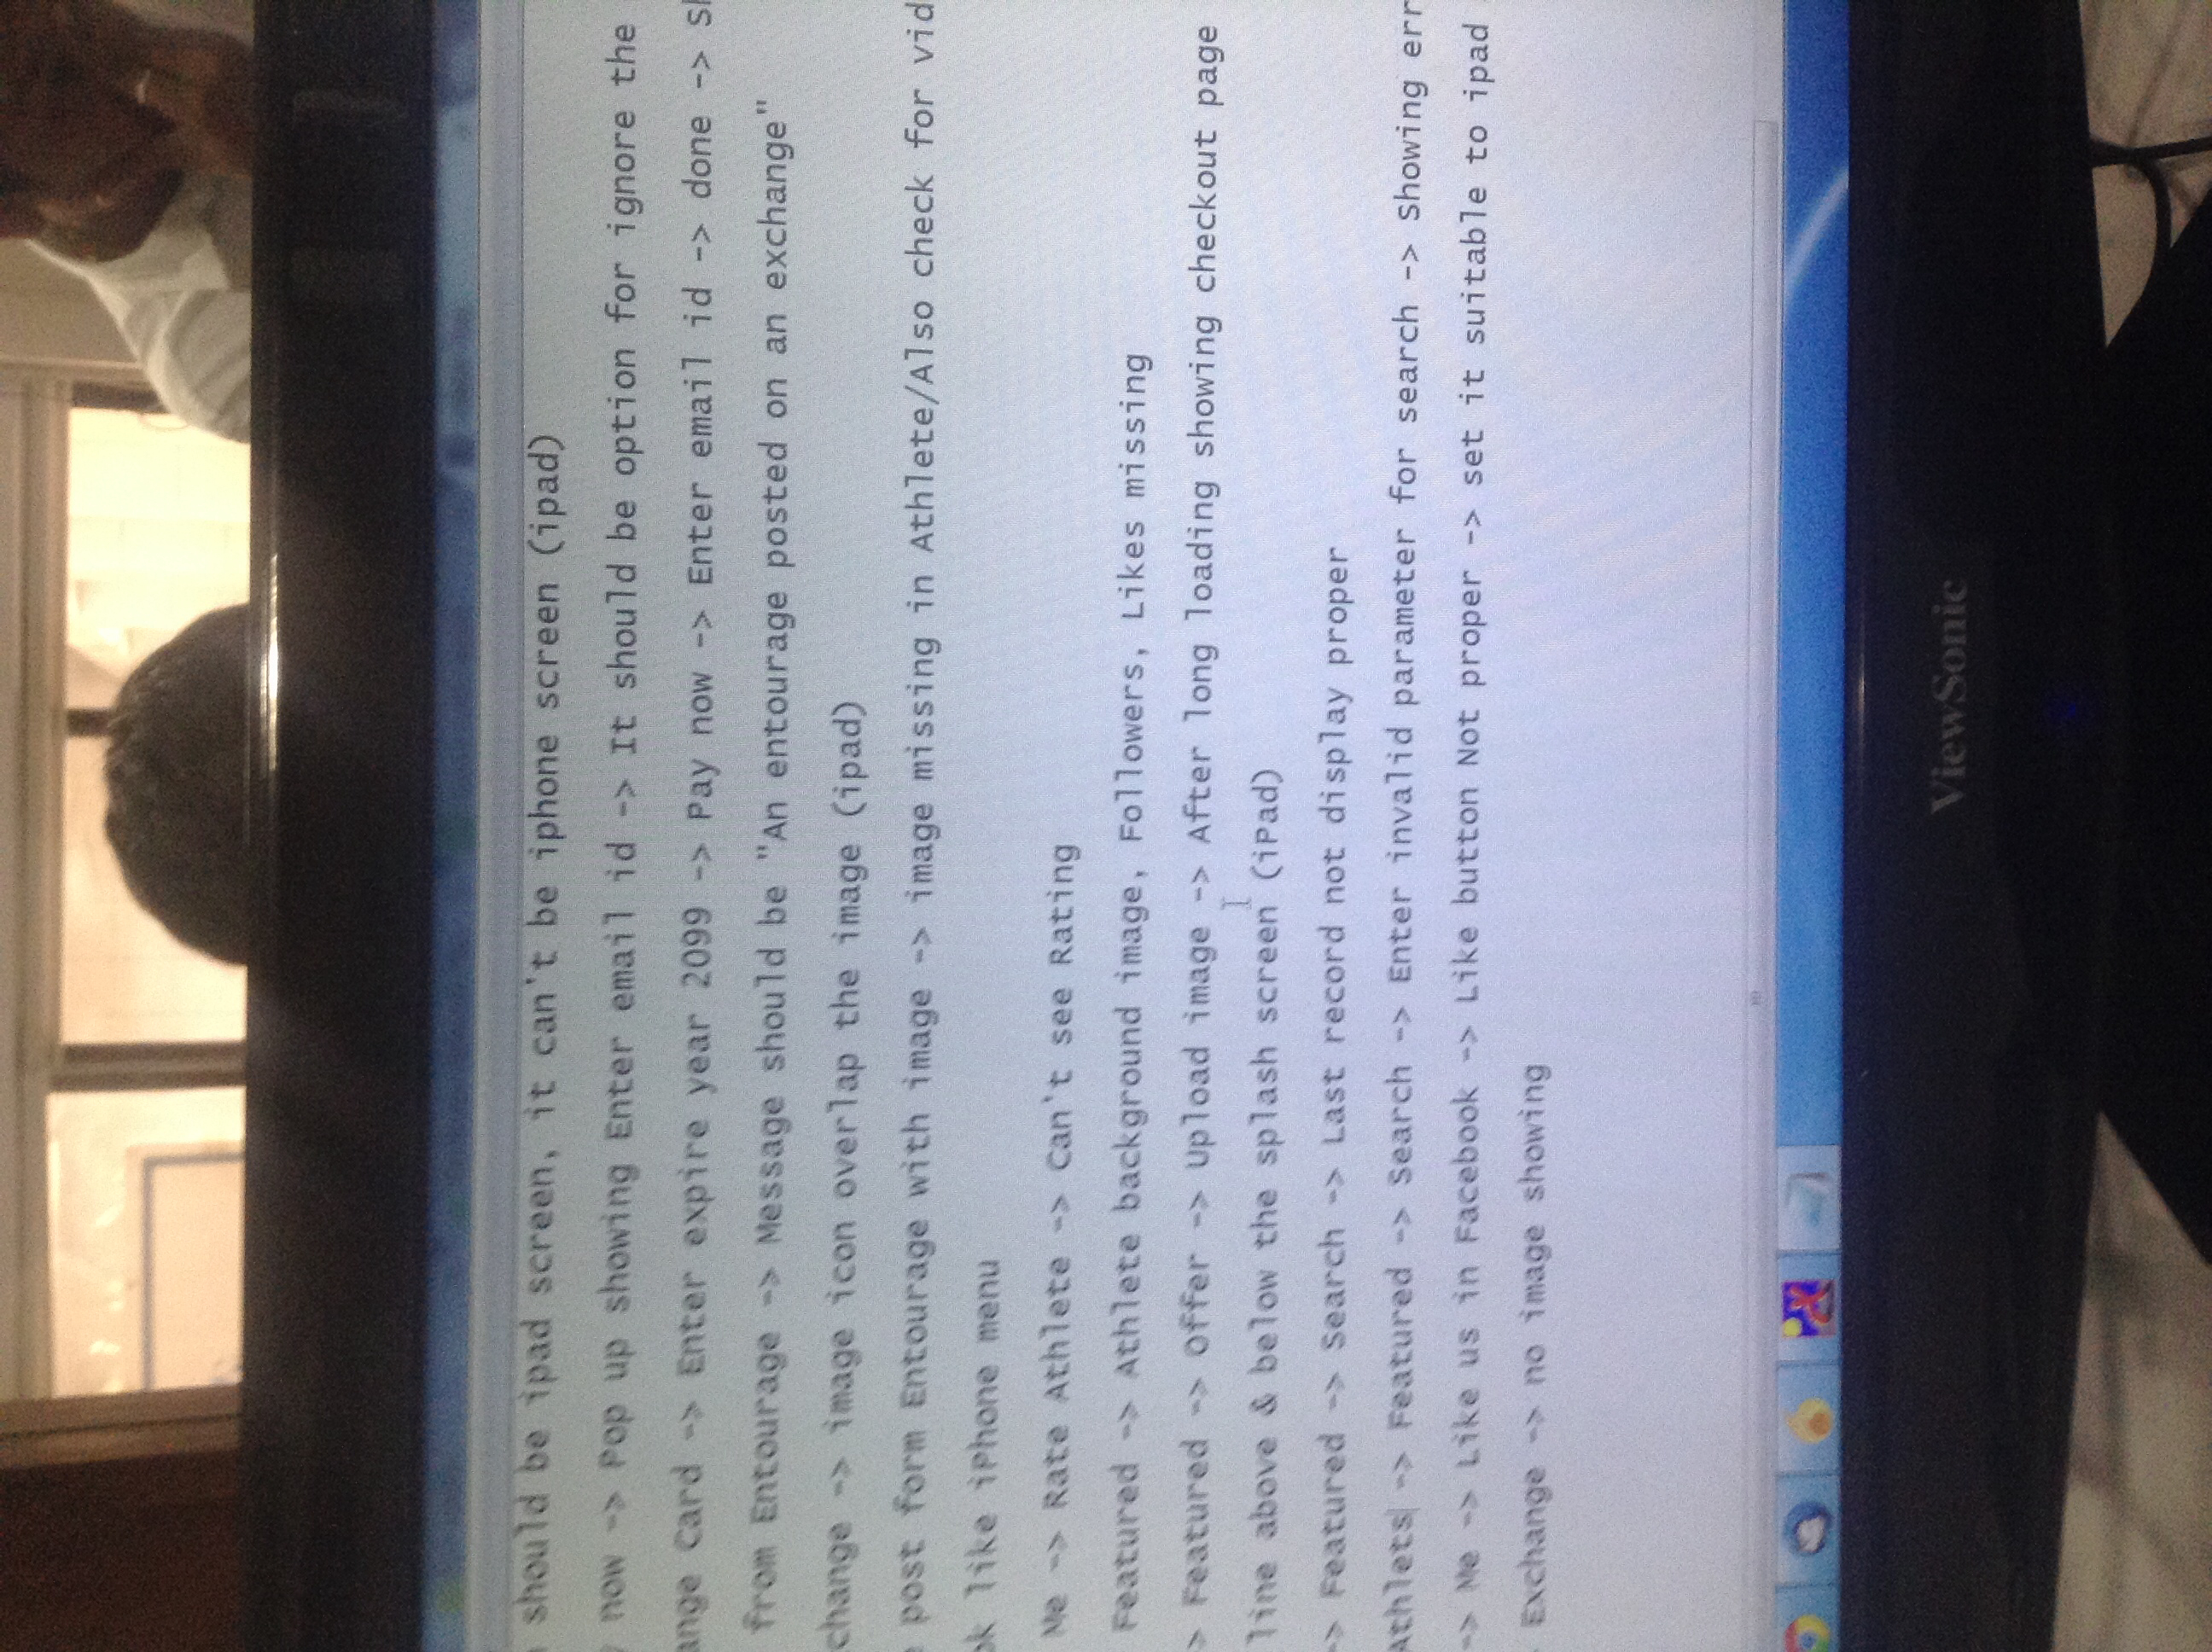 should be ipad screen, it can't be iphone screen (ipad)
now -> Pop up showing Enter email id -> It should be option for ignore the
ange Card -> Enter expire year 2099 -> Pay now -> Enter email id -> done -> Sh
from Entourage -> Message should be "An entourage posted on an exchange"
change -> image icon overlap the image (ipad)
post form Entourage with image -> image missing in Athlete/Also check for vid
ok like iPhone menu
Me -> Rate Athlete -> Can't see Rating
Featured -> Athlete background image, Followers, Likes missing
-> Featured -> Offer -> Upload image -> After long loading showing checkout page
line above & below the splash screen (iPad)
-> Featured -> Search -> Last record not display proper
Athlets -> Featured -> Search -> Enter invalid parameter for search -> Showing err
-> Me -> Like us in Facebook -> Like button Not proper -> set it suitable to ipad
Exchange -> no image showing
ViewSonic